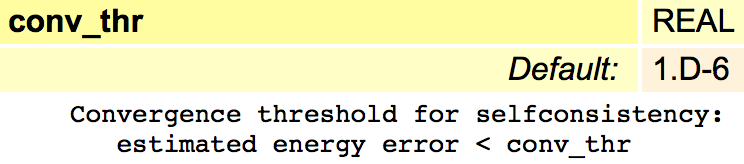 conv_thr REAL
Default: 1.D-6
Convergence threshold for selfconsistency:
estimated energy error < conv_thr